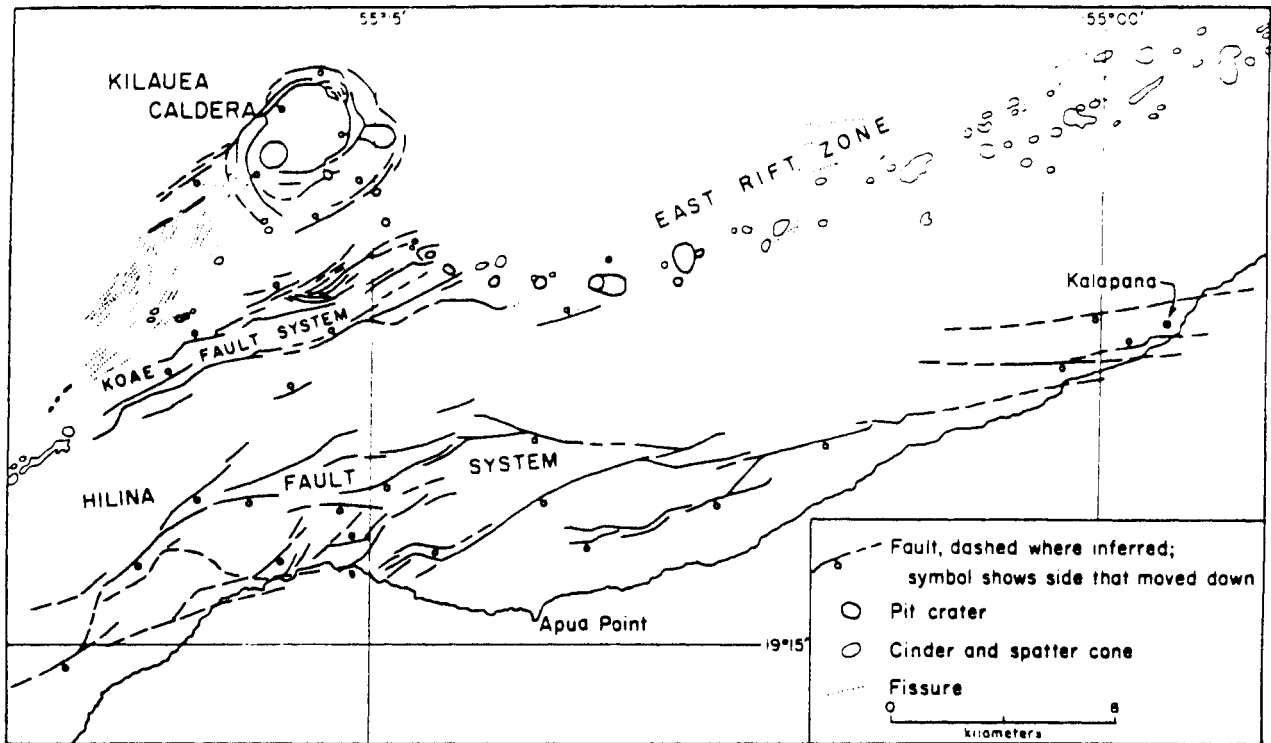 55°15'
55°00'
KILAUEA
CALDERA
EAST RIFT ZONE
Kalapana
KOAE FAULT SYSTEM
HILINA FAULT SYSTEM
Apua Point
19°15'
Fault, dashed where inferred;
symbol shows side that moved down
Pit crater
Cinder and spatter cone
Fissure
0
kilometers